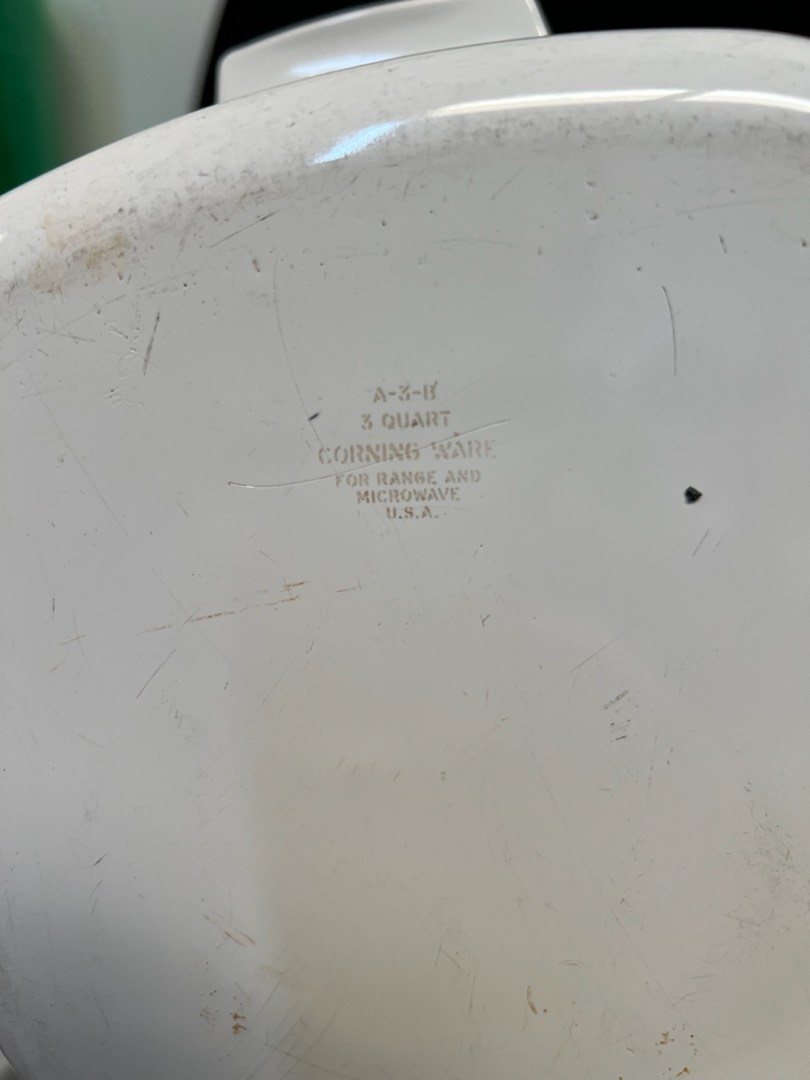 A-3-B
3 QUART
CORNING WARE
FOR RANGE AND
MICROWAVE
U.S.A.